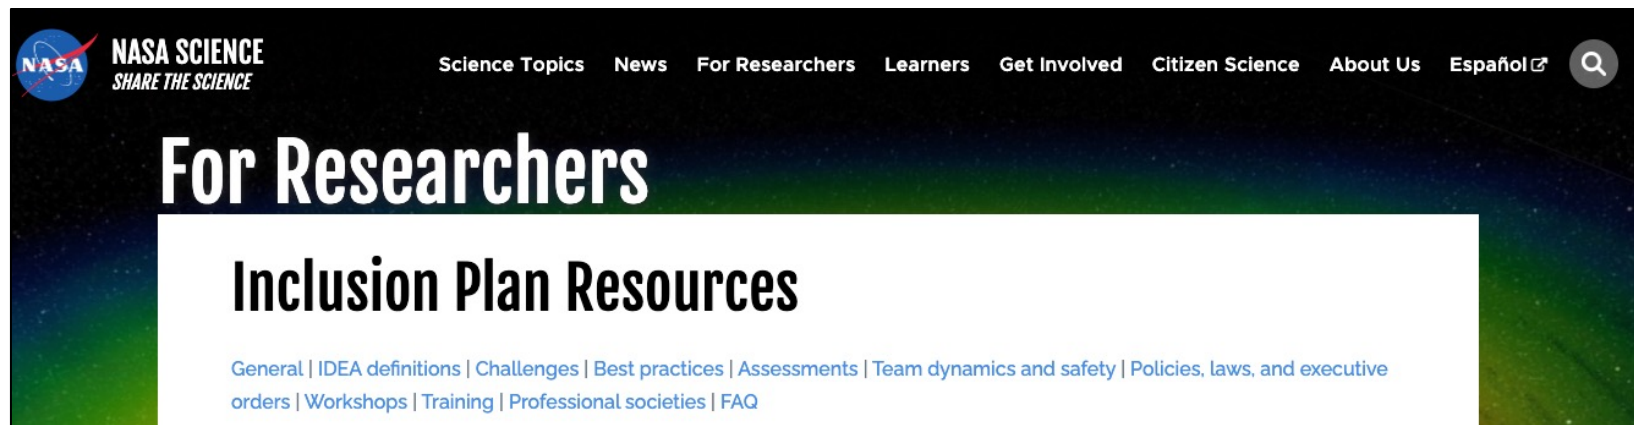 NASA
NASA SCIENCE
SHARE THE SCIENCE
Science Topics News For Researchers Learners Get Involved Citizen Science About Us Español
For Researchers
Inclusion Plan Resources
General | IDEA definitions | Challenges | Best practices | Assessments | Team dynamics and safety | Policies, laws, and executive
orders | Workshops | Training | Professional societies | FAQ